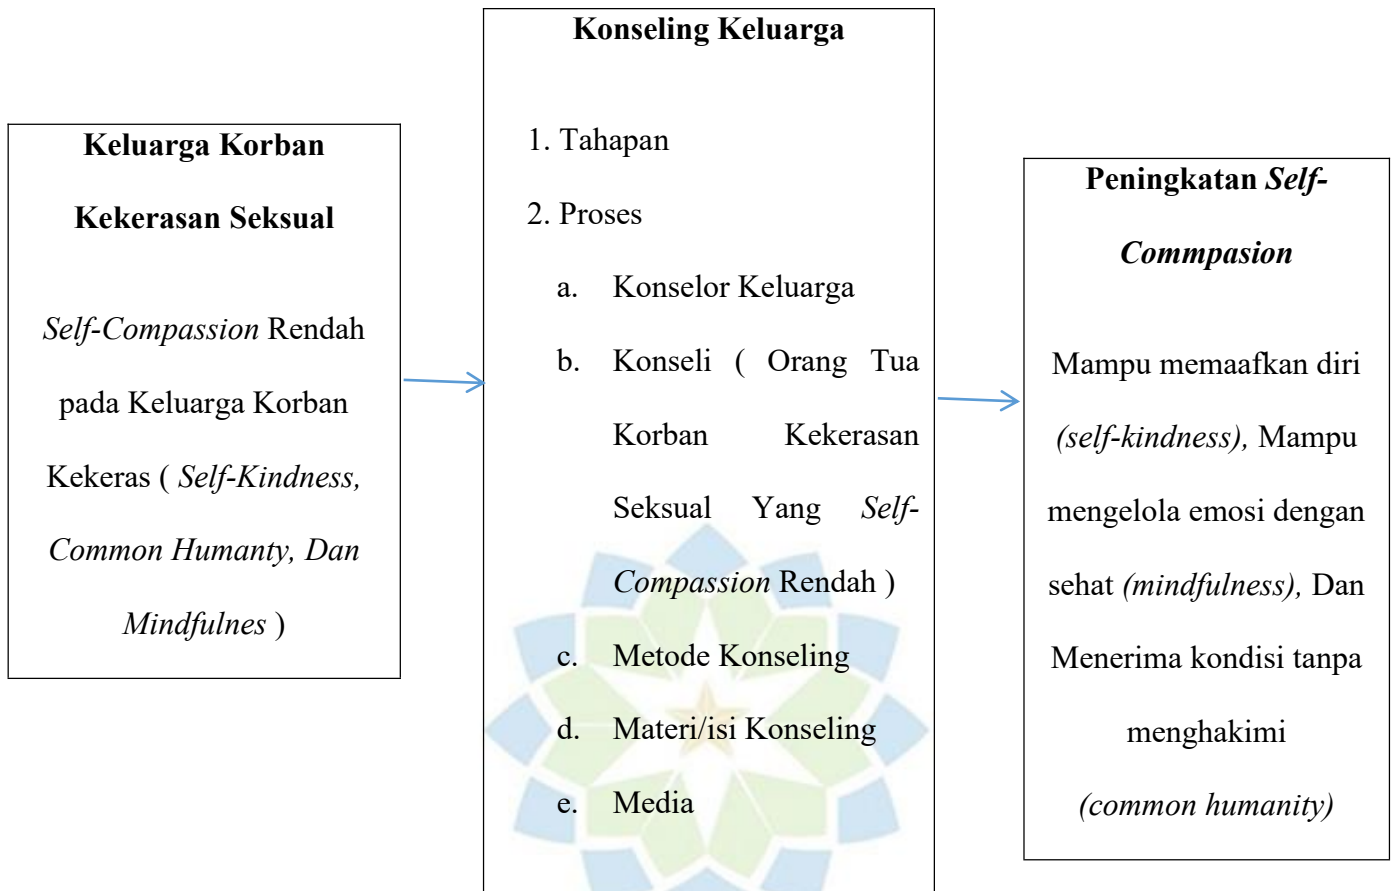 Keluarga Korban
Kekerasan Seksual
Self-Compassion Rendah
pada Keluarga Korban
Kekeras ( Self-Kindness,
Common Humanty, Dan
Mindfulnes )
Konseling Keluarga
1. Tahapan
2. Proses
a. Konselor Keluarga
b. Konseli ( Orang Tua
Korban Kekerasan
Seksual Yang Self-
Compassion Rendah )
c. Metode Konseling
d. Materi/isi Konseling
e. Media
Peningkatan Self-
Commpasion
Mampu memaafkan diri
(self-kindness), Mampu
mengelola emosi dengan
sehat (mindfulness), Dan
Menerima kondisi tanpa
menghakimi
(common humanity)